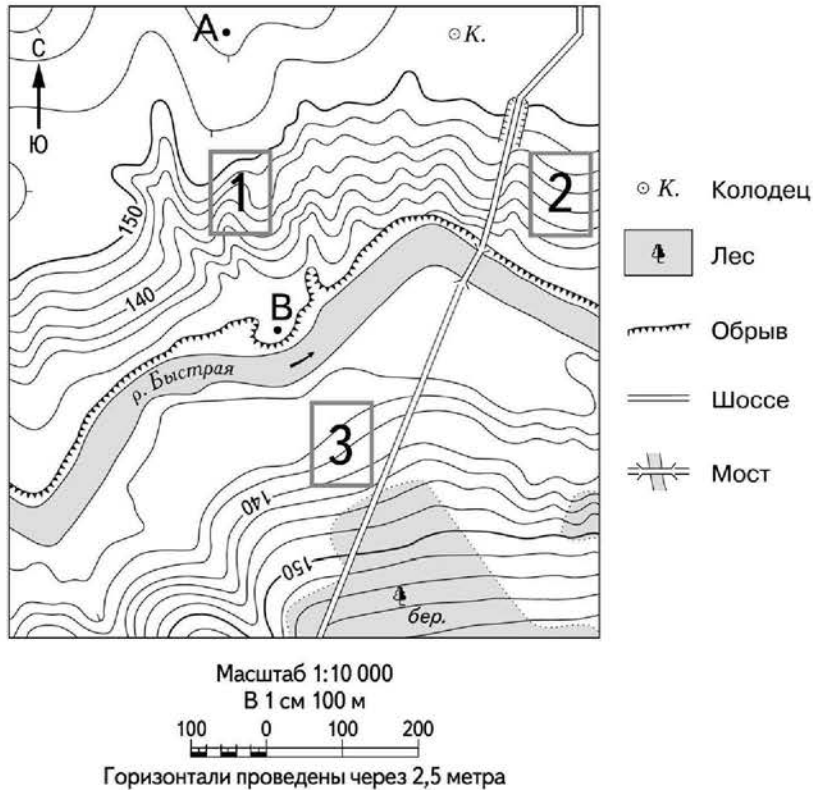 А
К.
С
Ю
1
2
150
140
В
р. Быстрая
3
140
150
бер.
К. Колодец
Лес
Обрыв
Шоссе
Мост
Масштаб 1:10 000
В 1 см 100 м
100 0 100 200
Горизонтали проведены через 2,5 метра